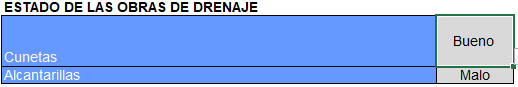 ESTADO DE LAS OBRAS DE DRENAJE
Cunetas Bueno
Alcantarillas Malo